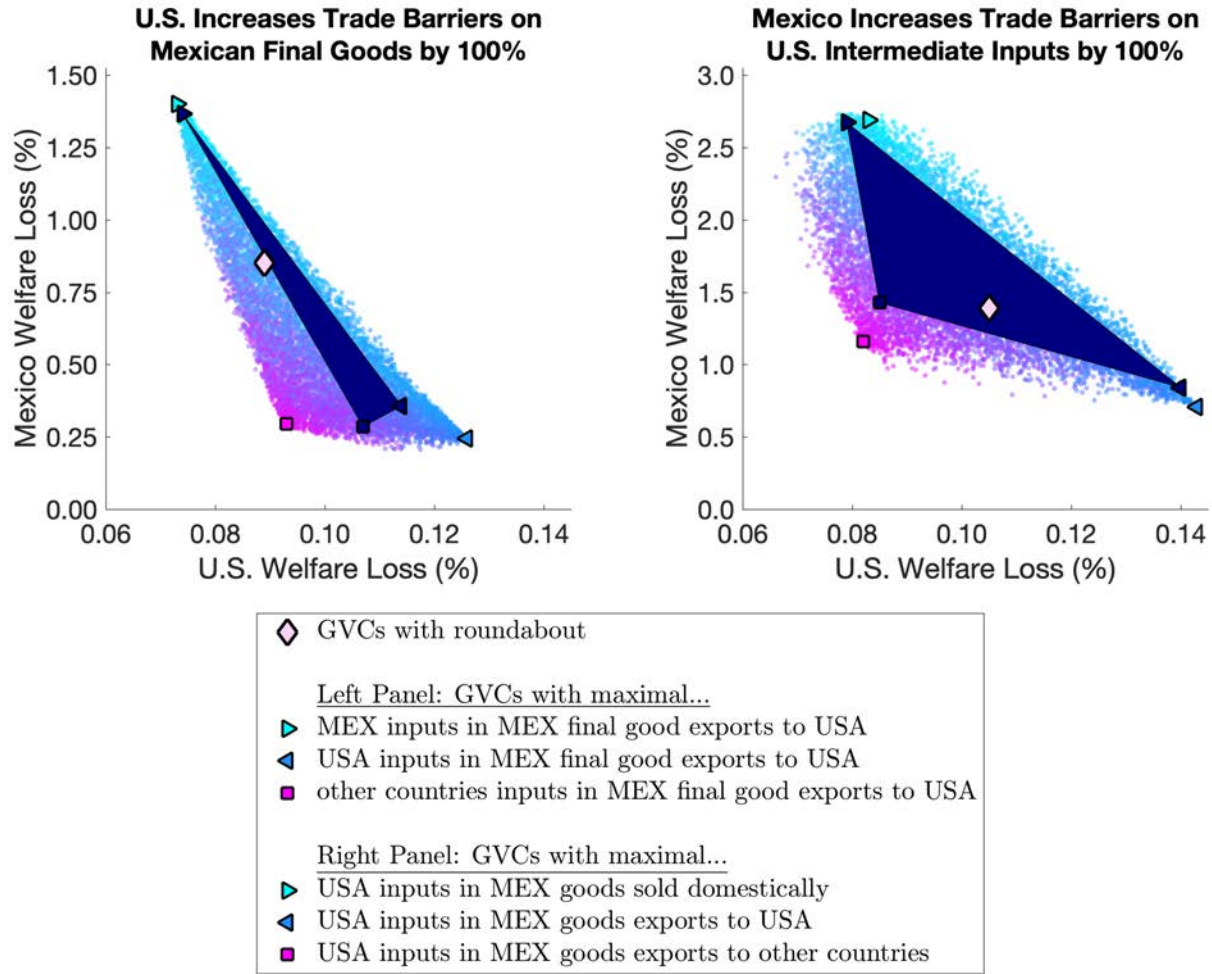 U.S. Increases Trade Barriers on
Mexican Final Goods by 100%
1.50
1.25
1.00
0.75
0.50
0.25
0.00
Mexico Welfare Loss (%)
0.06 0.08 0.10 0.12 0.14
U.S. Welfare Loss (%)
Mexico Increases Trade Barriers on
U.S. Intermediate Inputs by 100%
3.0
2.5
2.0
1.5
1.0
0.5
0.0
Mexico Welfare Loss (%)
0.06 0.08 0.10 0.12 0.14
U.S. Welfare Loss (%)
GVCs with roundabout
Left Panel: GVCs with maximal...
MEX inputs in MEX final good exports to USA
USA inputs in MEX final good exports to USA
other countries inputs in MEX final good exports to USA
Right Panel: GVCs with maximal...
USA inputs in MEX goods sold domestically
USA inputs in MEX goods exports to USA
USA inputs in MEX goods exports to other countries